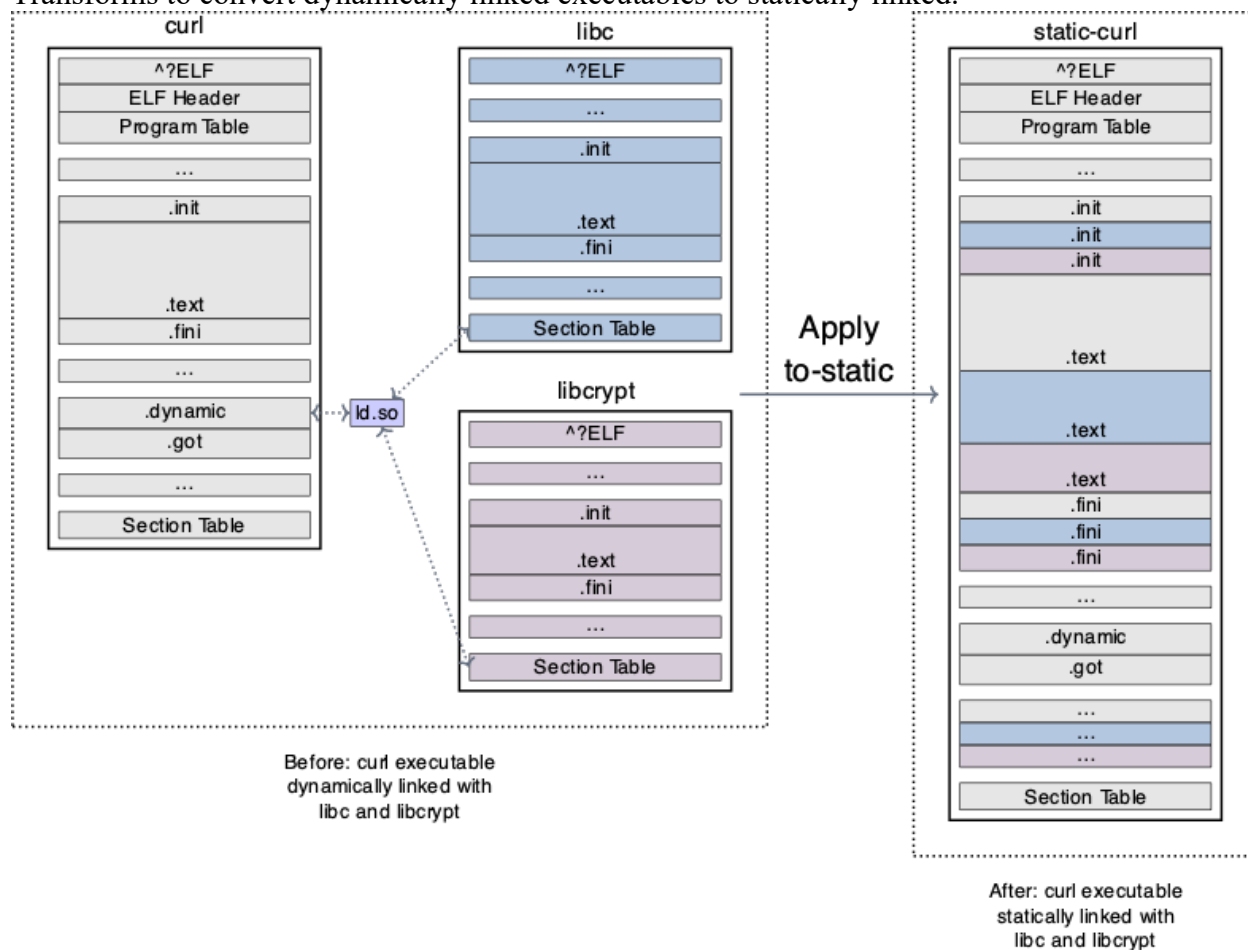 Transforms to convert dynamically linked executables to statically linked.
curl
^?ELF
ELF Header
Program Table
...
.init
.text
.fini
...
.dynamic
.got
...
Section Table
ld.so
libc
^?ELF
...
.init
.text
.fini
...
Section Table
libcrypt
^?ELF
...
.init
.text
.fini
...
Section Table
Before: curl executable
dynamically linked with
libc and libcrypt
Apply
to-static
static-curl
^?ELF
ELF Header
Program Table
...
.init
.init
.init
.text
.text
.text
.fini
.fini
.fini
...
.dynamic
.got
...
...
...
Section Table
After: curl executable
statically linked with
libc and libcrypt